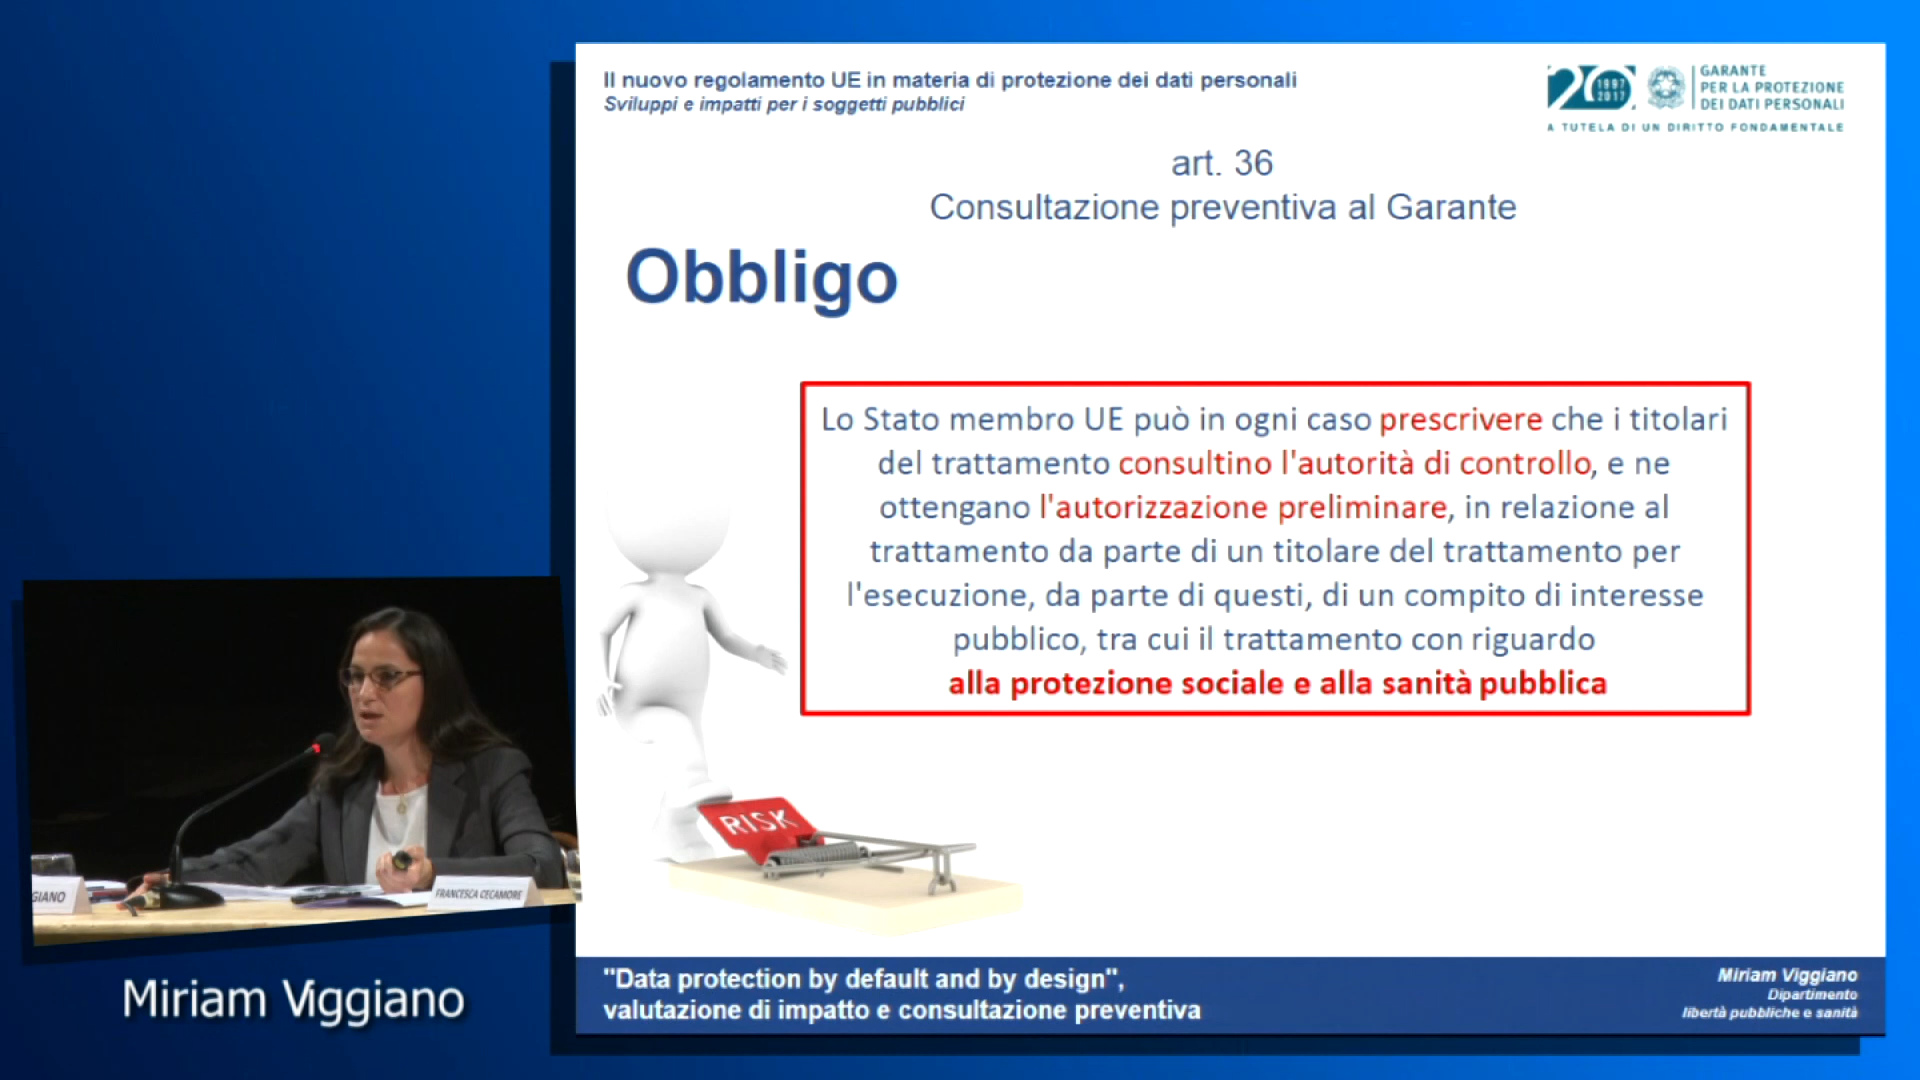 Il nuovo regolamento UE in materia di protezione dei dati personali
Sviluppi e impatti per i soggetti pubblici
20
1997
2017
GARANTE
PER LA PROTEZIONE
DEI DATI PERSONALI
A TUTELA DI UN DIRITTO FONDAMENTALE
art. 36
Consultazione preventiva al Garante
Obbligo
Lo Stato membro UE può in ogni caso prescrivere che i titolari
del trattamento consultino l'autorità di controllo, e ne
ottengano l'autorizzazione preliminare, in relazione al
trattamento da parte di un titolare del trattamento per
l'esecuzione, da parte di questi, di un compito di interesse
pubblico, tra cui il trattamento con riguardo
alla protezione sociale e alla sanità pubblica
RISK
GIANO
FRANCESCA CECAMORE
Miriam Viggiano
"Data protection by default and by design",
valutazione di impatto e consultazione preventiva
Miriam Viggiano
Dipartimento
libertà pubbliche e sanità